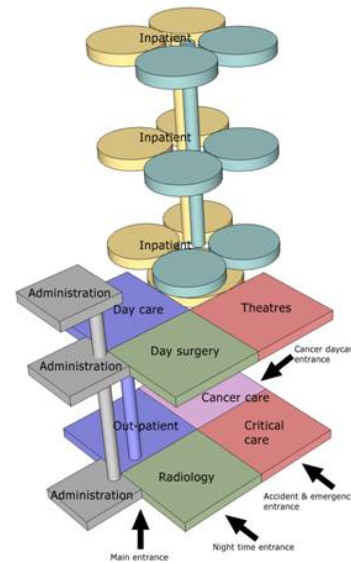 Inpatient
Inpatient
Inpatient
Administration
Day care
Theatres
Day surgery
Administration
Cancer daycar
entrance
Cancer care
Out-patient
Critical
care
Radiology
Administration
Accident & emergency
entrance
Night time entrance
Main entrance